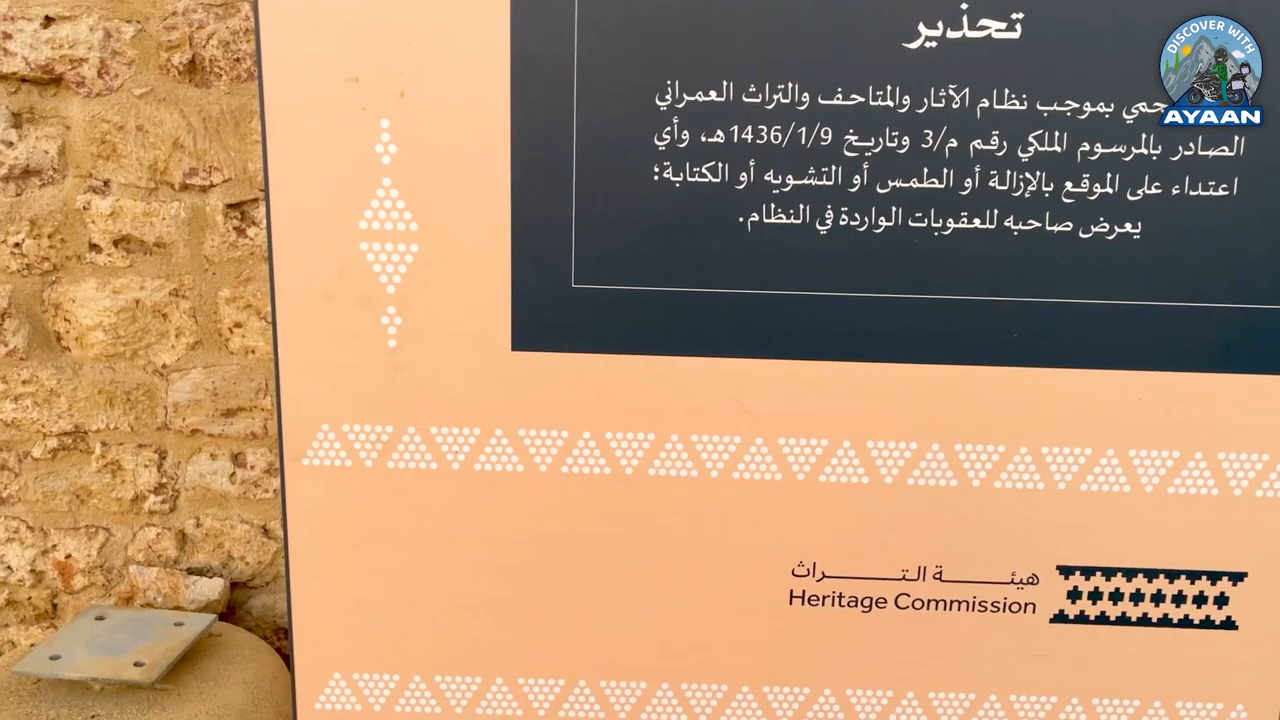 تحذير
بموجب نظام الآثار والمتاحف والتراث العمراني
الصادر بالمرسوم الملكي رقم م/3 وتاريخ 1436/1/9هـ، وأي
اعتداء على الموقع بالإزالة أو الطمس أو التشويه أو الكتابة؛
يعرض صاحبه للعقوبات الواردة في النظام.
هيئة التراث
Heritage Commission
DISCOVER WITH
AYAAN